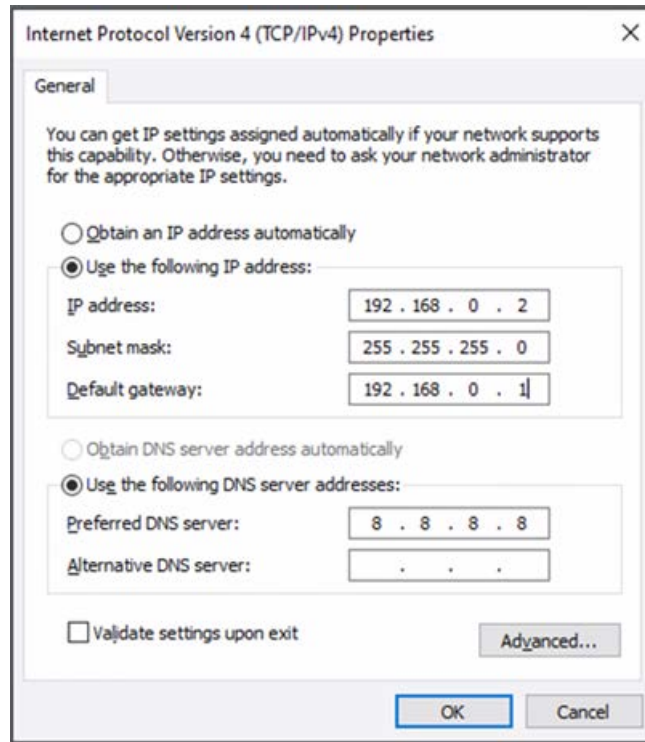 Internet Protocol Version 4 (TCP/IPv4) Properties
General
You can get IP settings assigned automatically if your network supports
this capability. Otherwise, you need to ask your network administrator
for the appropriate IP settings.
Obtain an IP address automatically
Use the following IP address:
IP address: 192 . 168 . 0 . 2
Subnet mask: 255 . 255 . 255 . 0
Default gateway: 192 . 168 . 0 . 1
Obtain DNS server address automatically
Use the following DNS server addresses:
Preferred DNS server: 8 . 8 . 8 . 8
Alternative DNS server: . . .
Validate settings upon exit
Advanced...
OK Cancel